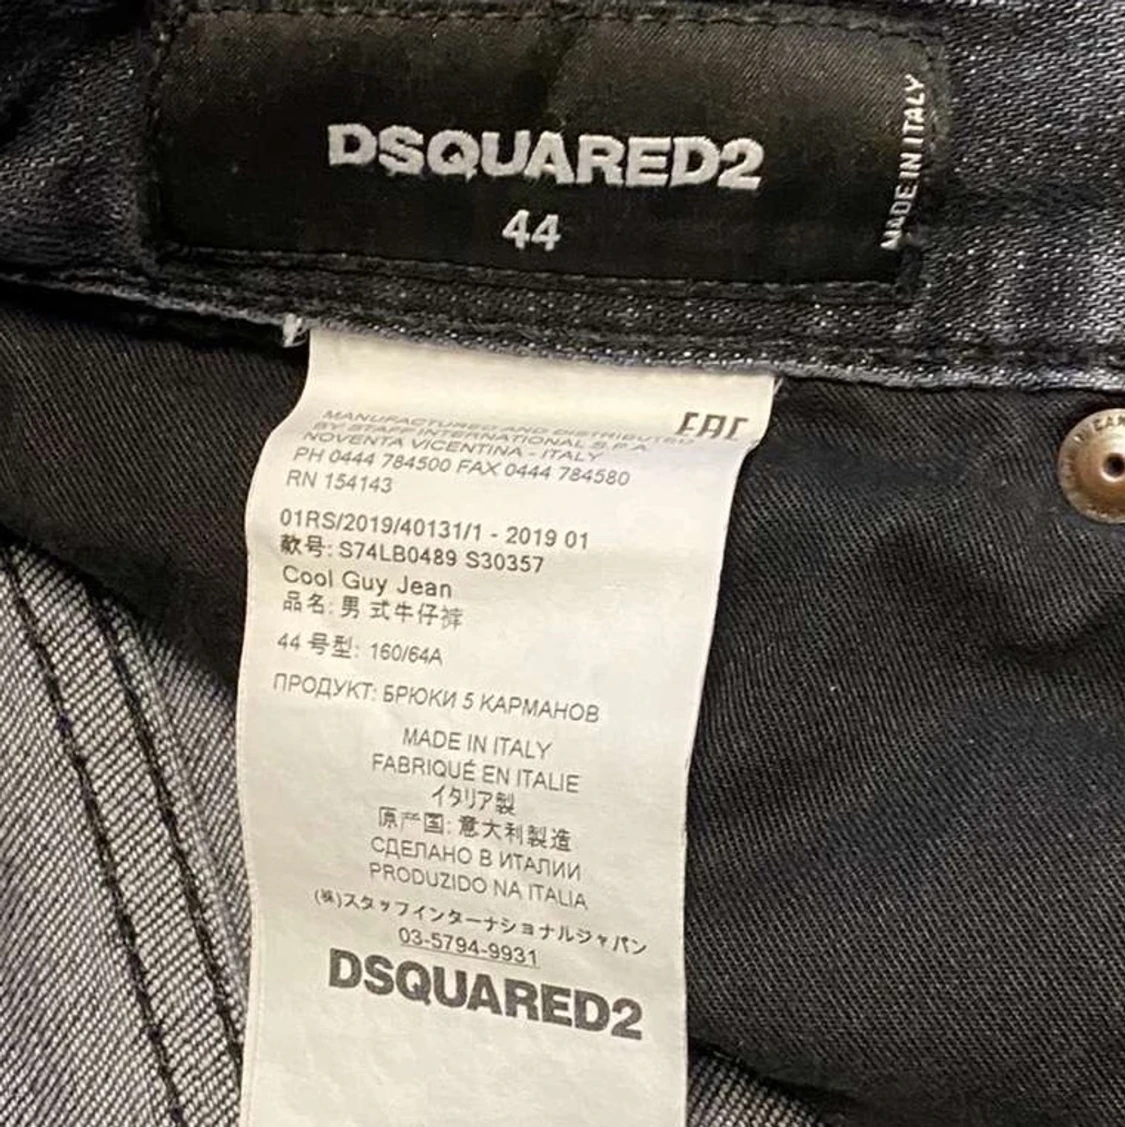 DSQUARED2
44
MADE IN ITALY
EAC
MANUFACTURED AND DISTRIBUTED
BY STAFF INTERNATIONAL S.P.A.
NOVENTA VICENTINA - ITALY
PH 0444 784500 FAX 0444 784580
RN 154143
01RS/2019/40131/1 - 2019 01
款号: S74LB0489 S30357
Cool Guy Jean
品名: 男式牛仔裤
44 号型: 160/64A
ПРОДУКТ: БРЮКИ 5 КАРМАНОВ
MADE IN ITALY
FABRIQUÉ EN ITALIE
イタリア製
原产国: 意大利製造
СДЕЛАНО В ИТАЛИИ
PRODUZIDO NA ITALIA
(株)スタッフインターナショナルジャパン
03-5794-9931
DSQUARED2